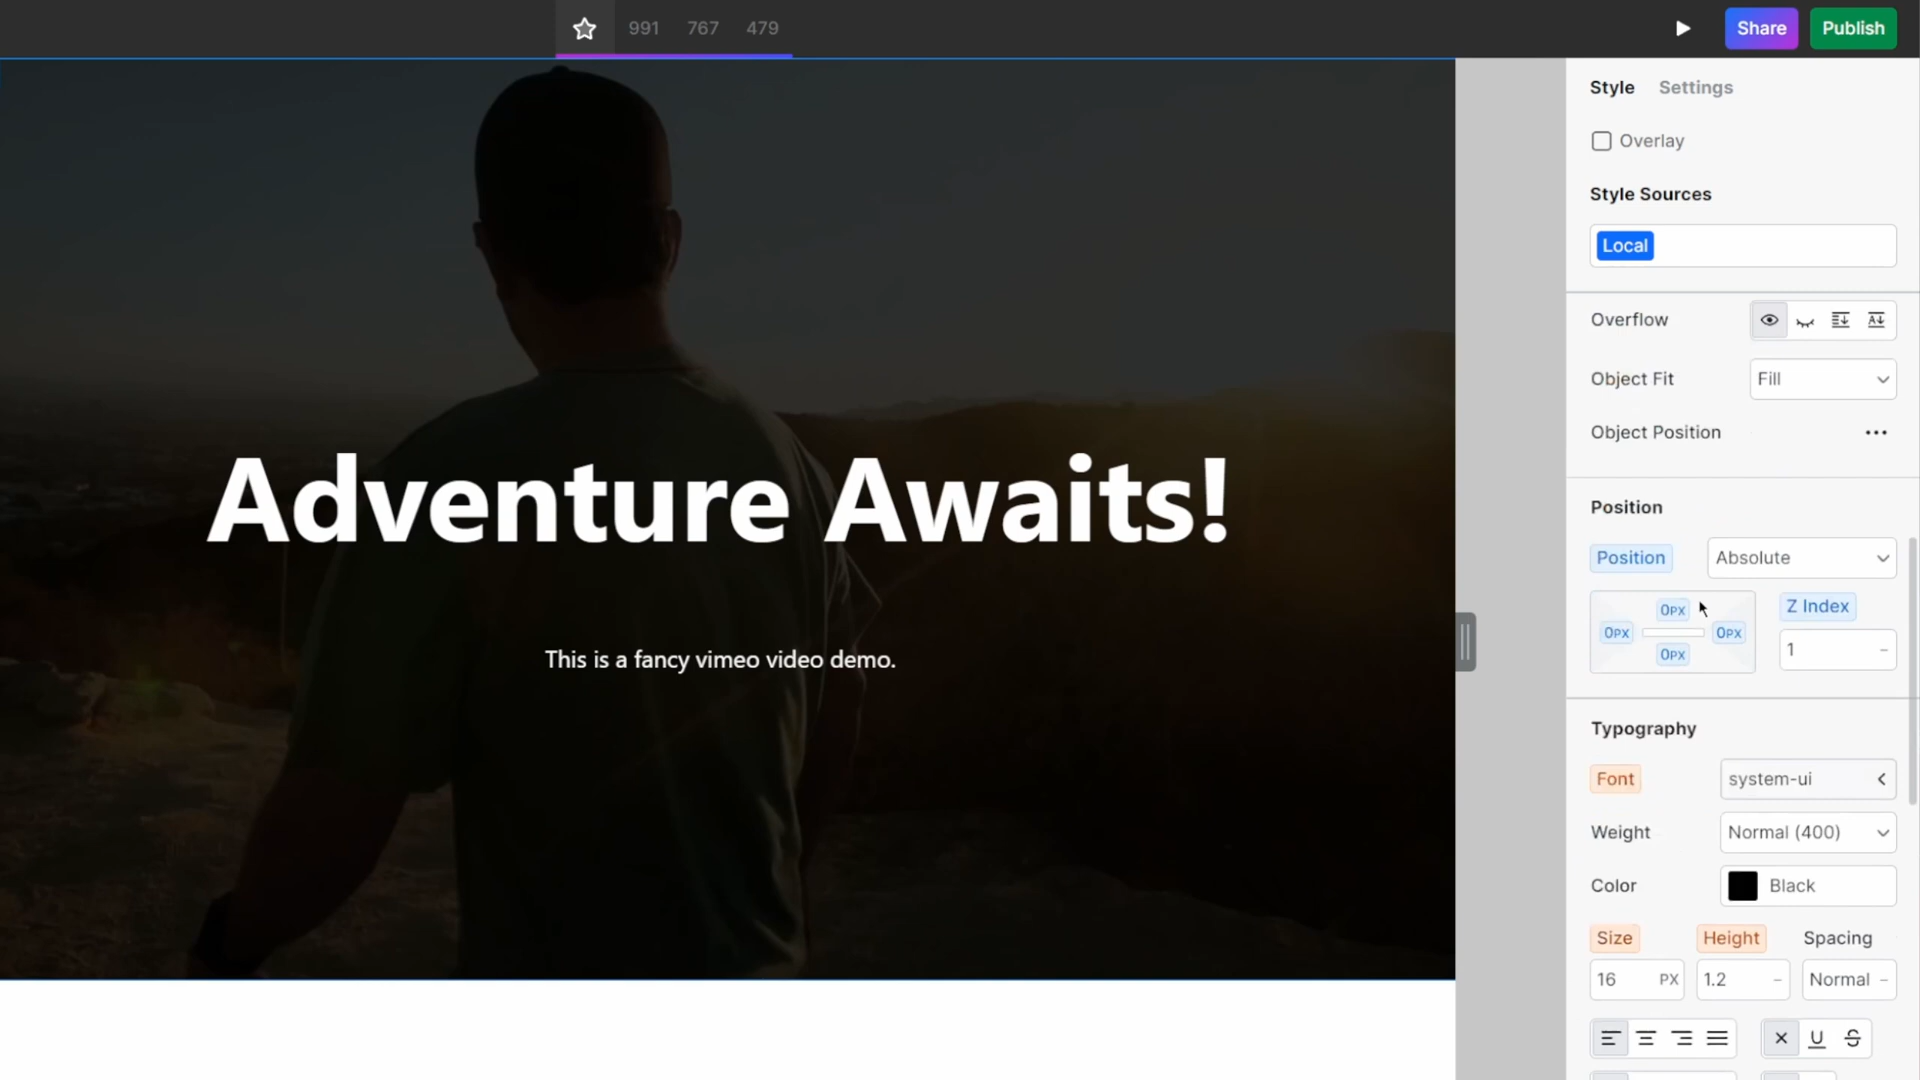 991 767 479
Share Publish
Style Settings
Overlay
Style Sources
Local
Overflow
Object Fit Fill
Object Position
Position
Position Absolute
0PX Z Index
0PX 0PX
0PX 1 –
Typography
Font system-ui
Weight Normal (400)
Color Black
Size Height Spacing
16 PX 1.2 – Normal –
Adventure Awaits!
This is a fancy vimeo video demo.